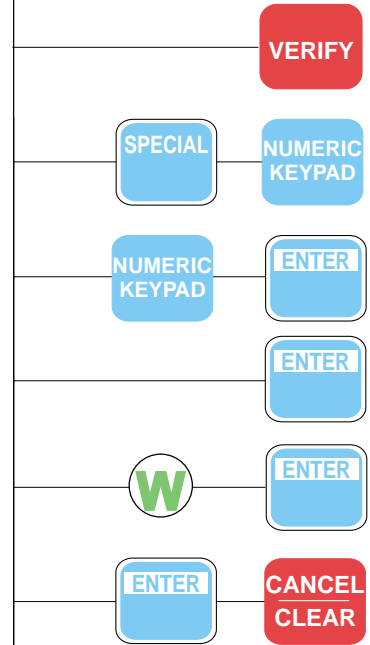 VERIFY
SPECIAL
NUMERIC
KEYPAD
NUMERIC
KEYPAD
ENTER
ENTER
W
ENTER
ENTER
CANCEL
CLEAR